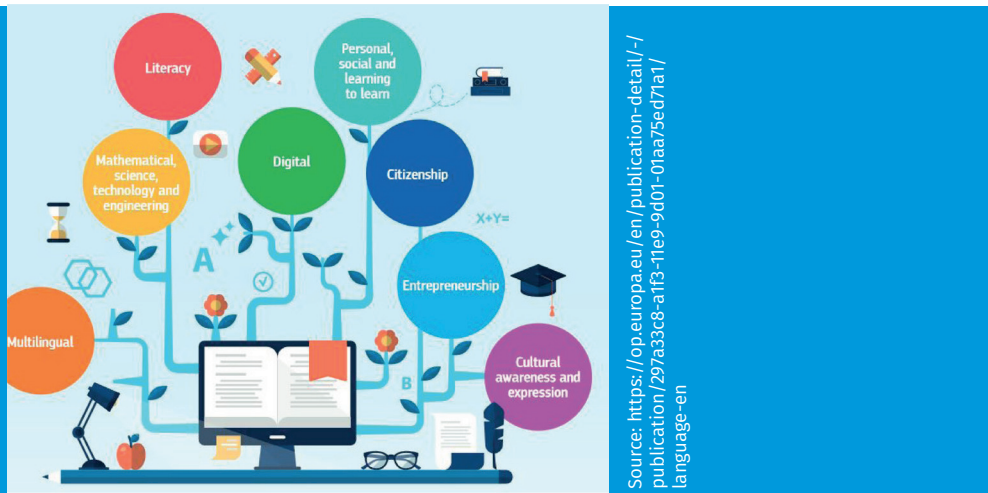 Literacy
Personal,
social and
learning
to learn
Mathematical,
science,
technology and
engineering
Digital
Citizenship
X+Y=
A
Entrepreneurship
Multilingual
Cultural
awareness and
expression
B
Source: https://op.europa.eu/en/publication-detail/-/
publication/297a33c8-a1f3-11e9-9d01-01aa75ed71a1/
language-en